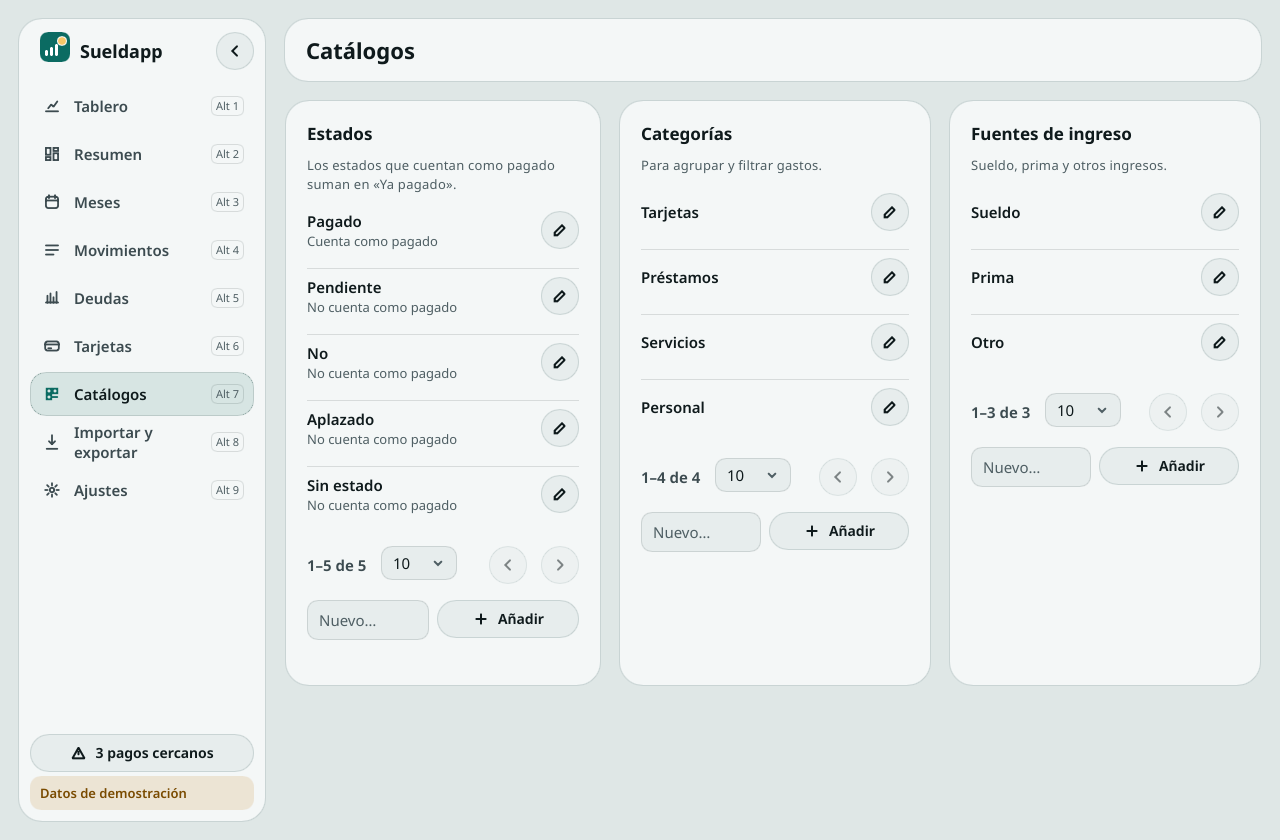 Sueldapp
Tablero
Alt 1
Resumen
Alt 2
Meses
Alt 3
Movimientos
Alt 4
Deudas
Alt 5
Tarjetas
Alt 6
Catálogos
Alt 7
Importar y
exportar
Alt 8
Ajustes
Alt 9
3 pagos cercanos
Datos de demostración
Catálogos
Estados
Los estados que cuentan como pagado
suman en «Ya pagado».
Pagado
Cuenta como pagado
Pendiente
No cuenta como pagado
No
No cuenta como pagado
Aplazado
No cuenta como pagado
Sin estado
No cuenta como pagado
1–5 de 5
10
Nuevo...
Añadir
Categorías
Para agrupar y filtrar gastos.
Tarjetas
Préstamos
Servicios
Personal
1–4 de 4
10
Nuevo...
Añadir
Fuentes de ingreso
Sueldo, prima y otros ingresos.
Sueldo
Prima
Otro
1–3 de 3
10
Nuevo...
Añadir